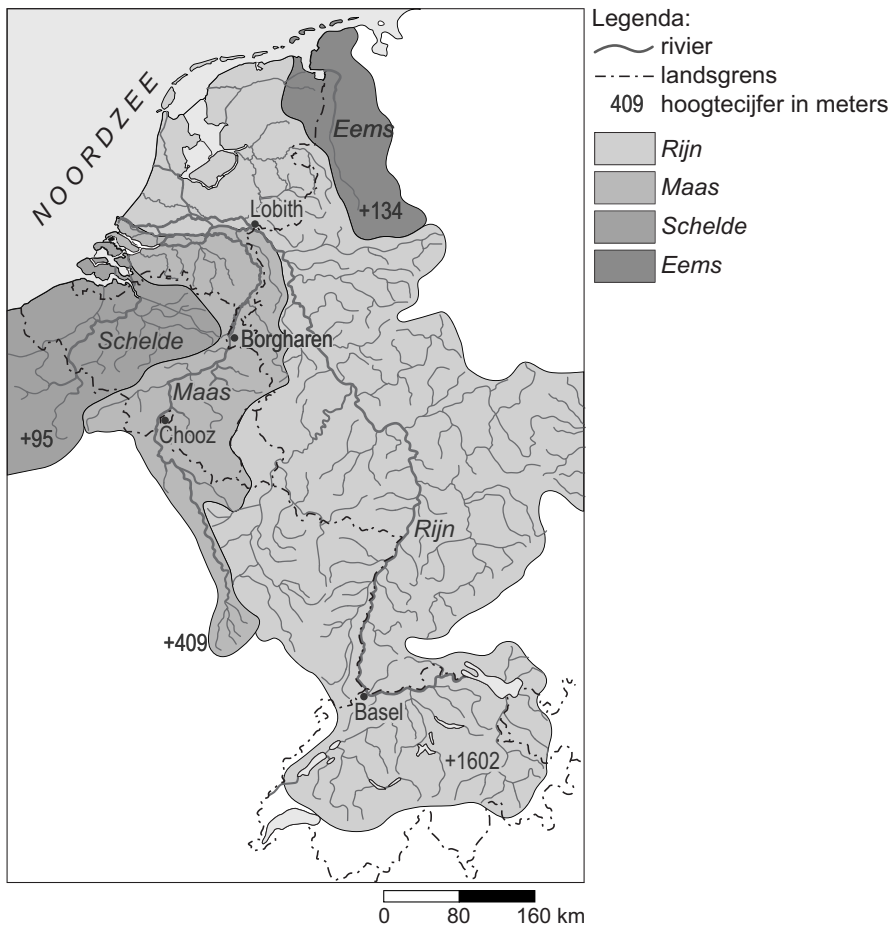 Legenda:
rivier
landsgrens
409 hoogtecijfer in meters
Rijn
Maas
Schelde
Eems
NOORDZEE
Eems
+134
Lobith
Schelde
Borgharen
Maas
Chooz
+95
Rijn
+409
Basel
+1602
0 80 160 km